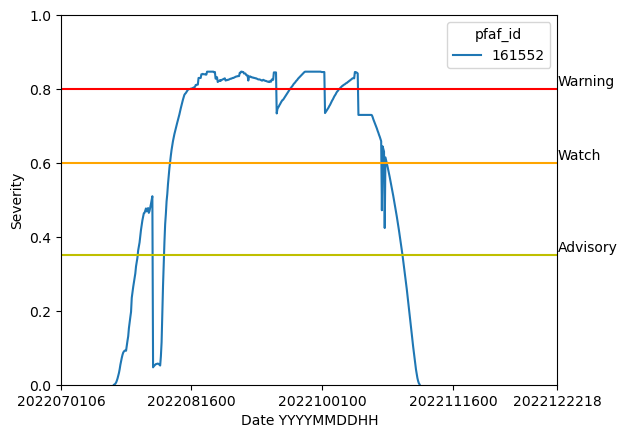 pfaf_id
161552
1.0
0.8
0.6
0.4
0.2
0.0
Severity
Warning
Watch
Advisory
2022070106 2022081600 2022100100 2022111600 2022122218
Date YYYYMMDDHH